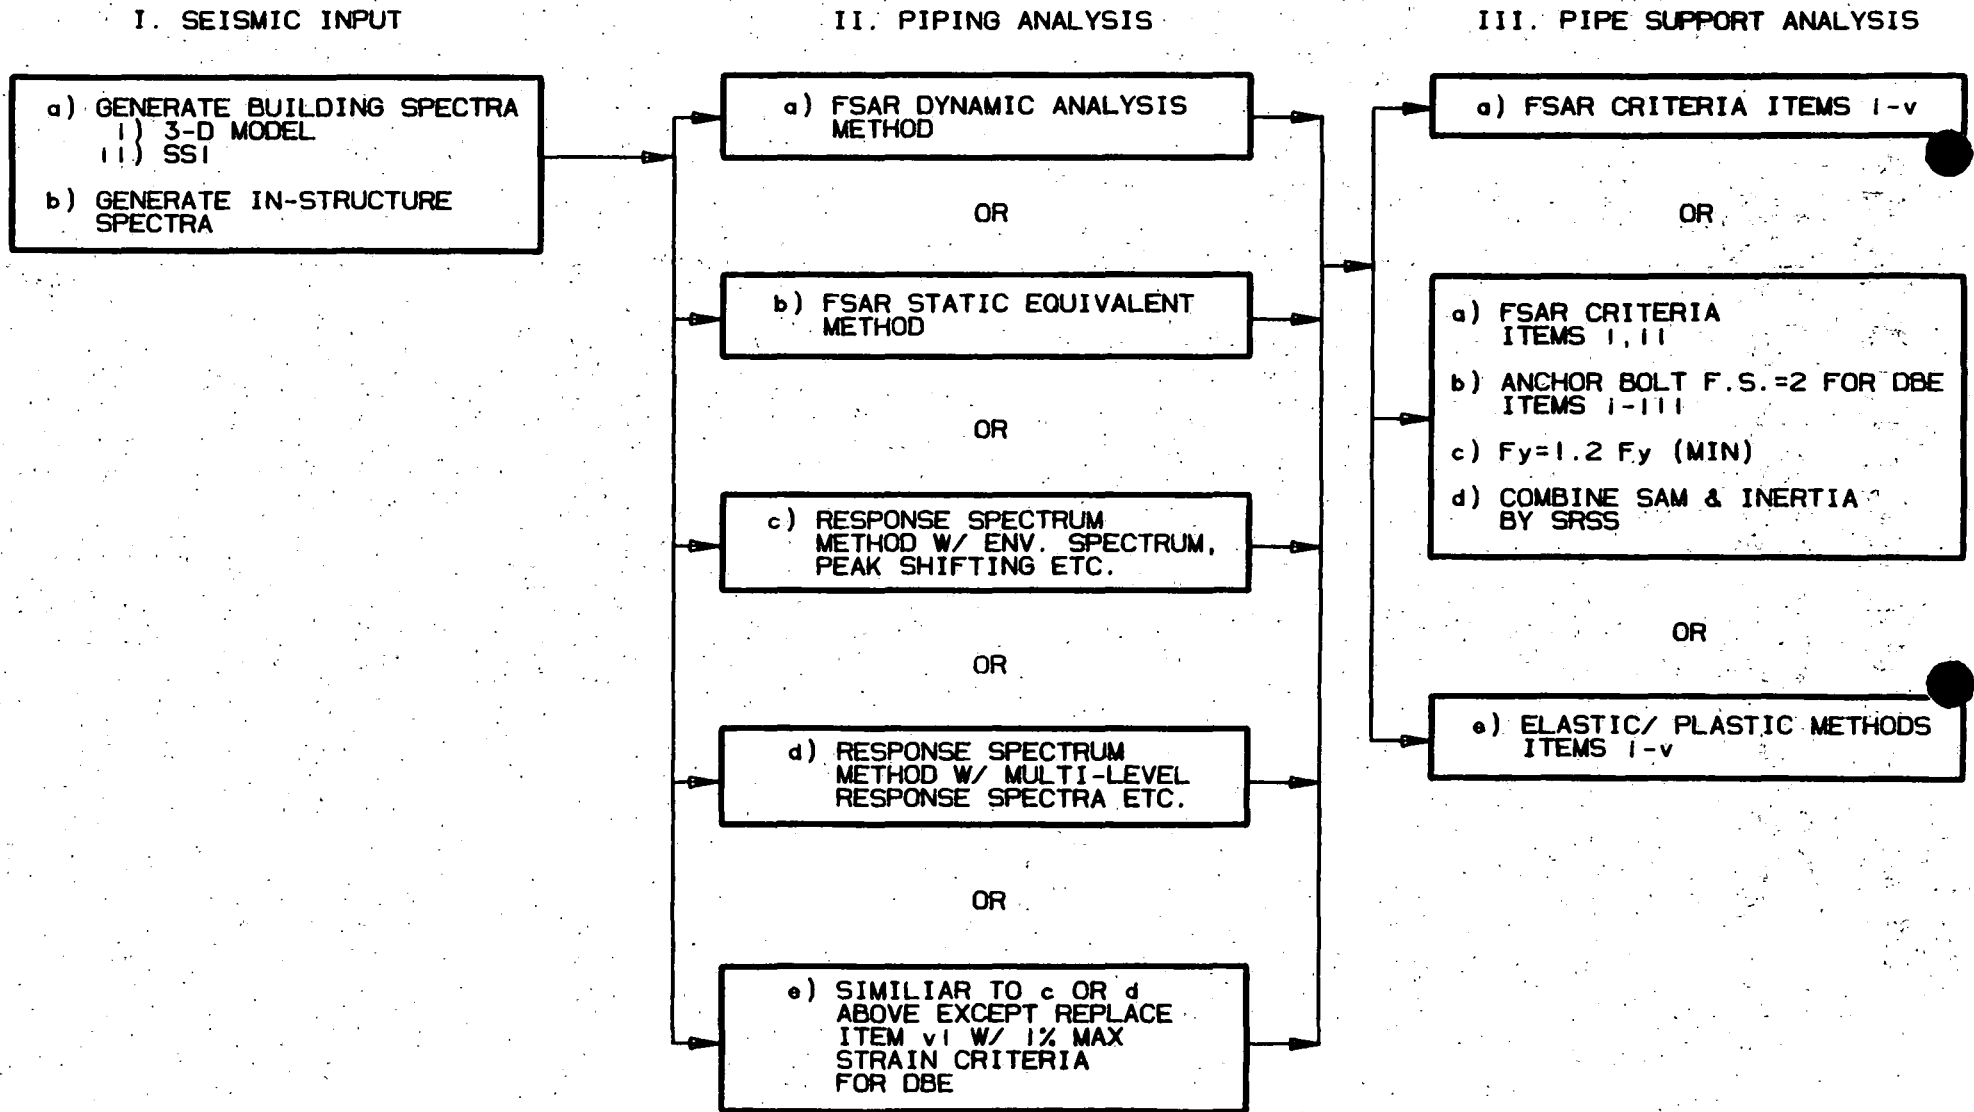 I. SEISMIC INPUT
a) GENERATE BUILDING SPECTRA
i) 3-D MODEL
ii) SSI
b) GENERATE IN-STRUCTURE
SPECTRA
II. PIPING ANALYSIS
a) FSAR DYNAMIC ANALYSIS
METHOD
OR
b) FSAR STATIC EQUIVALENT
METHOD
OR
c) RESPONSE SPECTRUM
METHOD W/ ENV. SPECTRUM,
PEAK SHIFTING ETC.
OR
d) RESPONSE SPECTRUM
METHOD W/ MULTI-LEVEL
RESPONSE SPECTRA ETC.
OR
e) SIMILIAR TO c OR d
ABOVE EXCEPT REPLACE
ITEM vi W/ 1% MAX
STRAIN CRITERIA
FOR DBE
III. PIPE SUPPORT ANALYSIS
a) FSAR CRITERIA ITEMS i-v
OR
a) FSAR CRITERIA
ITEMS i,ii
b) ANCHOR BOLT F.S.=2 FOR DBE
ITEMS i-iii
c) Fy=1.2 Fy (MIN)
d) COMBINE SAM & INERTIA
BY SRSS
OR
e) ELASTIC/ PLASTIC METHODS
ITEMS i-v